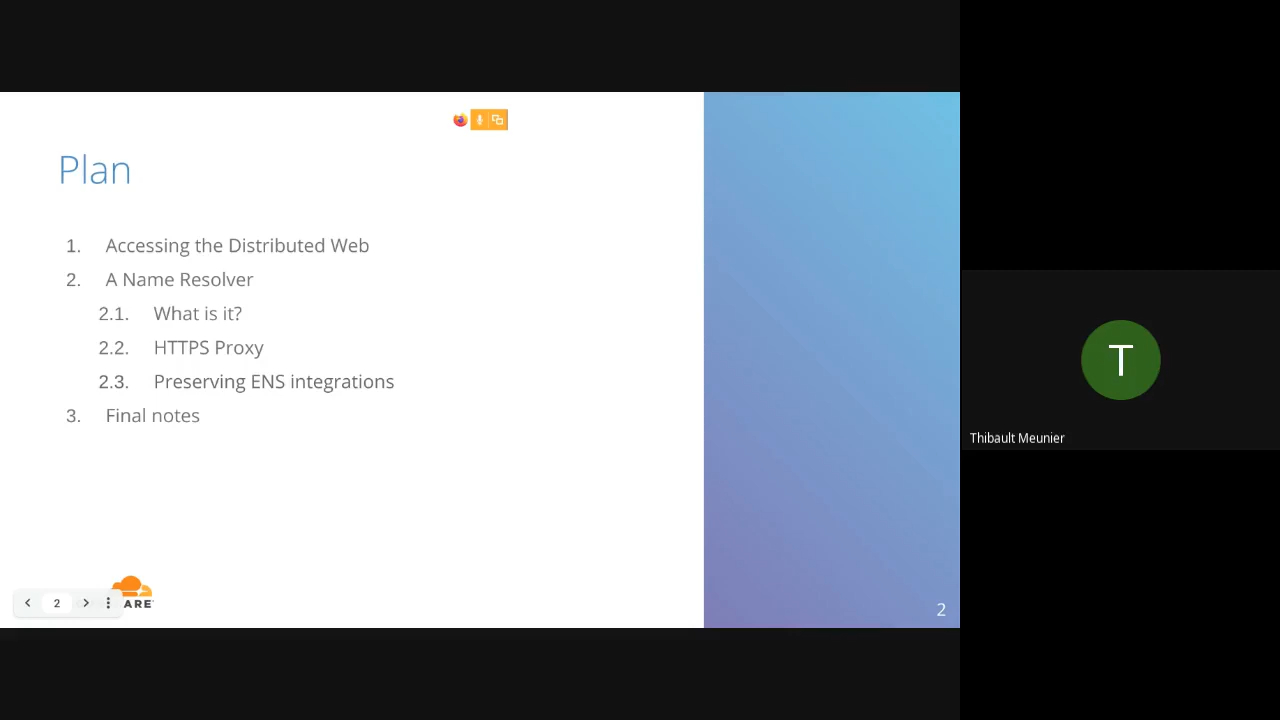 Plan
1. Accessing the Distributed Web
2. A Name Resolver
2.1. What is it?
2.2. HTTPS Proxy
2.3. Preserving ENS integrations
3. Final notes
ARE
2
2
T
Thibault Meunier